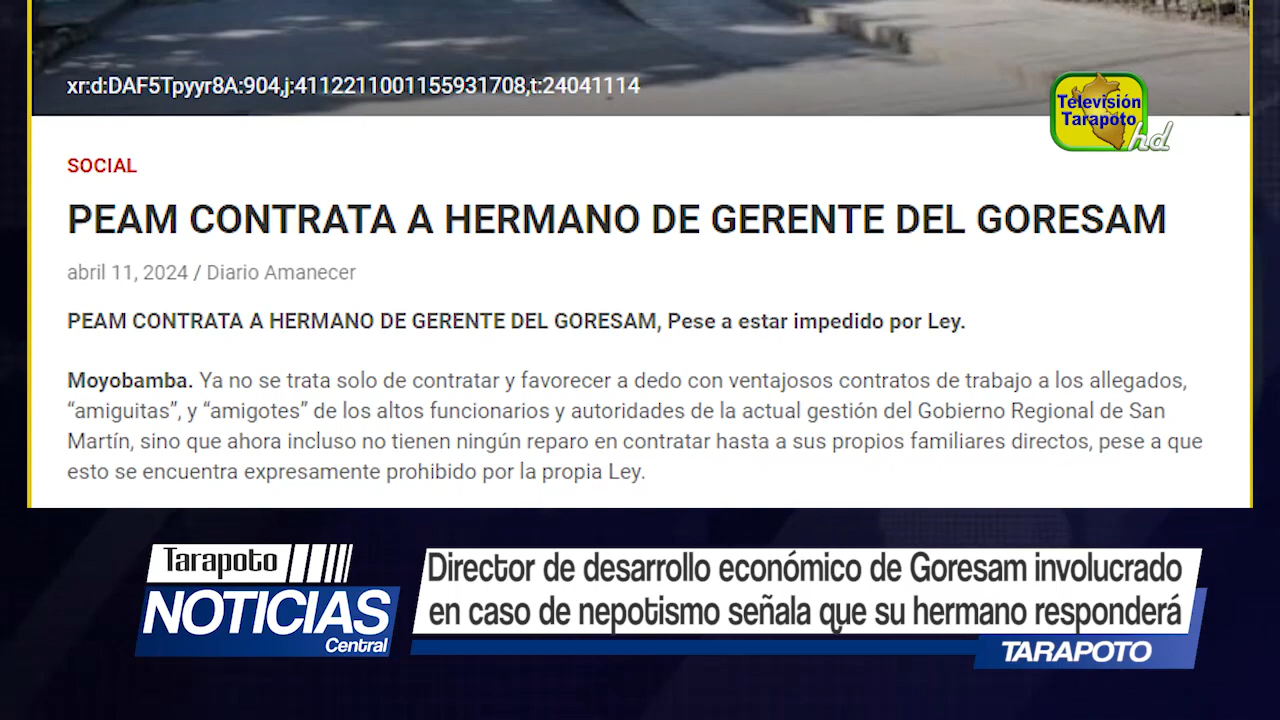 xr:d:DAF5Tpyyr8A:904,j:4112211001155931708,t:24041114
Televisión
Tarapoto
hd
SOCIAL
PEAM CONTRATA A HERMANO DE GERENTE DEL GORESAM
abril 11, 2024 / Diario Amanecer
PEAM CONTRATA A HERMANO DE GERENTE DEL GORESAM, Pese a estar impedido por Ley.
Moyobamba. Ya no se trata solo de contratar y favorecer a dedo con ventajosos contratos de trabajo a los allegados,
“amiguitas”, y “amigotes” de los altos funcionarios y autoridades de la actual gestión del Gobierno Regional de San
Martín, sino que ahora incluso no tienen ningún reparo en contratar hasta a sus propios familiares directos, pese a que
esto se encuentra expresamente prohibido por la propia Ley.
Tarapoto
NOTICIAS
Central
Director de desarrollo económico de Goresam involucrado
en caso de nepotismo señala que su hermano responderá
TARAPOTO